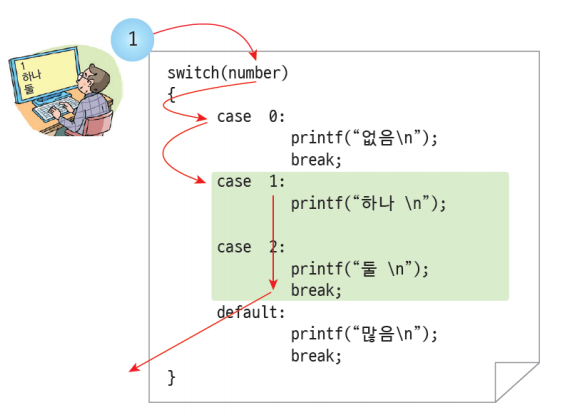 1
1
하나
둘
switch(number)
{
case 0:
printf(“없음\n”);
break;
case 1:
printf(“하나 \n”);
case 2:
printf(“둘 \n”);
break;
default:
printf(“많음\n”);
break;
}